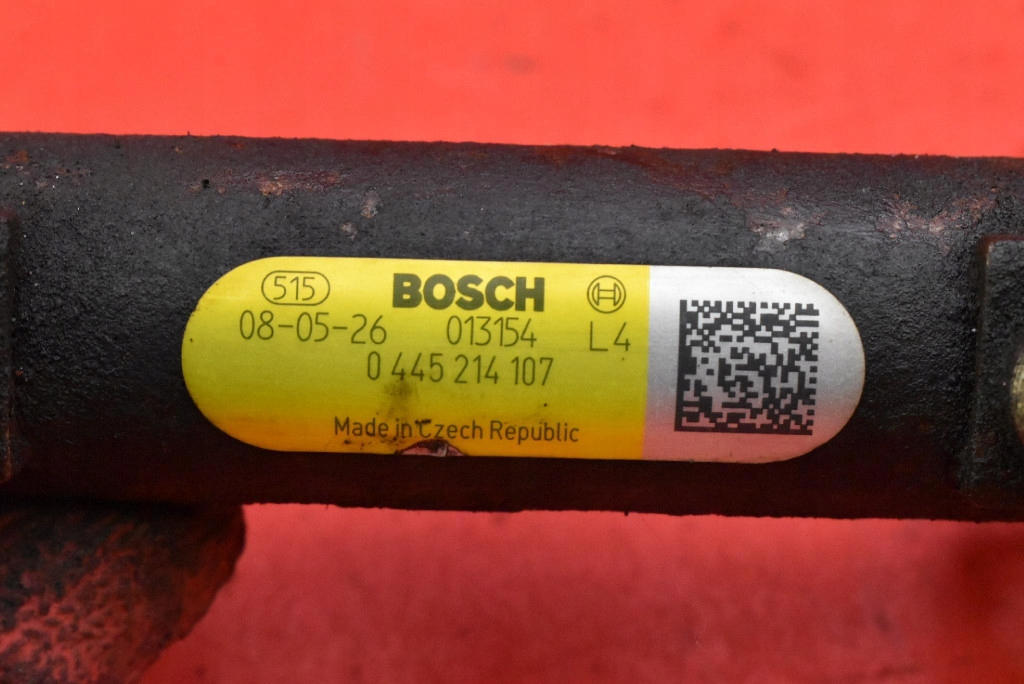 515 BOSCH
08-05-26 013154 L4
0 445 214 107
Made in Czech Republic